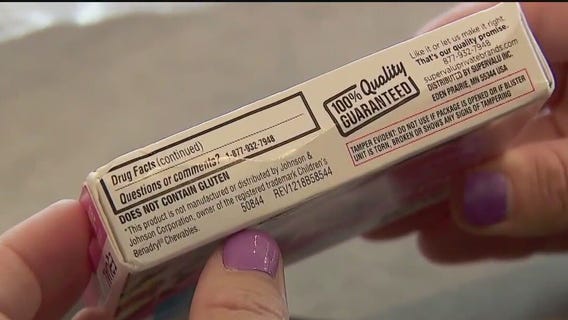 Drug Facts (continued)
Questions or comments? 1-877-932-7948
DOES NOT CONTAIN GLUTEN
*This product is not manufactured or distributed by Johnson &
Johnson Corporation, owner of the registered trademark Children's
Benadryl® Chewables.
50844 REV1218B58544
100% Quality
GUARANTEED
Like it or let us make it right.
That's our quality promise.
877-932-7948
supervaluprivatebrands.com
DISTRIBUTED BY SUPERVALU INC.
EDEN PRAIRIE, MN 55344 USA
TAMPER EVIDENT: DO NOT USE IF PACKAGE IS OPENED OR IF BLISTER
UNIT IS TORN, BROKEN OR SHOWS ANY SIGNS OF TAMPERING